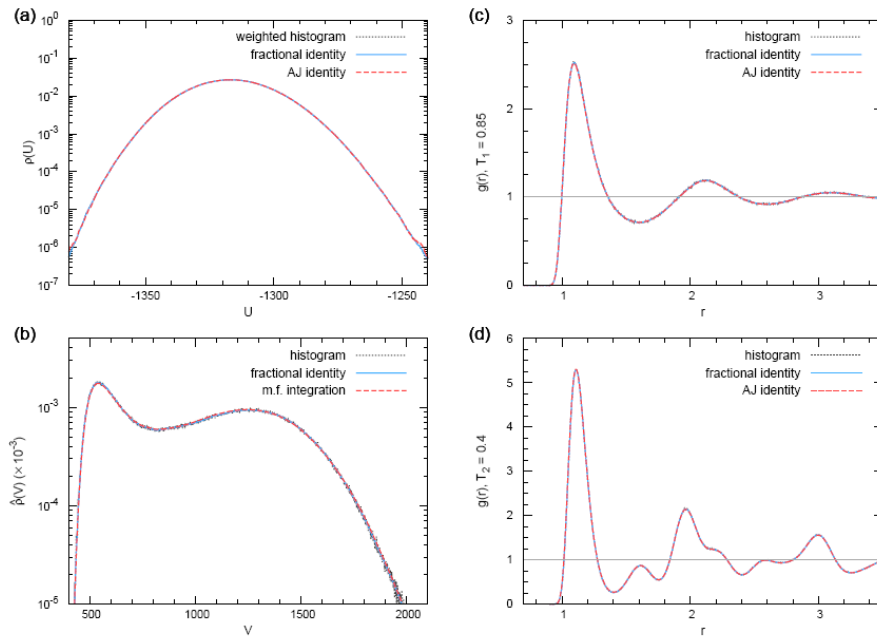 (a)
10⁰
10⁻¹
10⁻²
10⁻³
10⁻⁴
10⁻⁵
10⁻⁶
10⁻⁷
ρ(U)
weighted histogram
fractional identity
AJ identity
-1350
-1300
-1250
U
(b)
10⁻³
10⁻⁴
10⁻⁵
ρ̂(V) (×10⁻³)
histogram
fractional identity
m.f. integration
500
1000
1500
2000
V
(c)
3
2
1
0
g(r), T₁ = 0.85
histogram
fractional identity
AJ identity
1
2
3
r
(d)
6
5
4
3
2
1
0
g(r), T₂ = 0.4
histogram
fractional identity
AJ identity
1
2
3
r